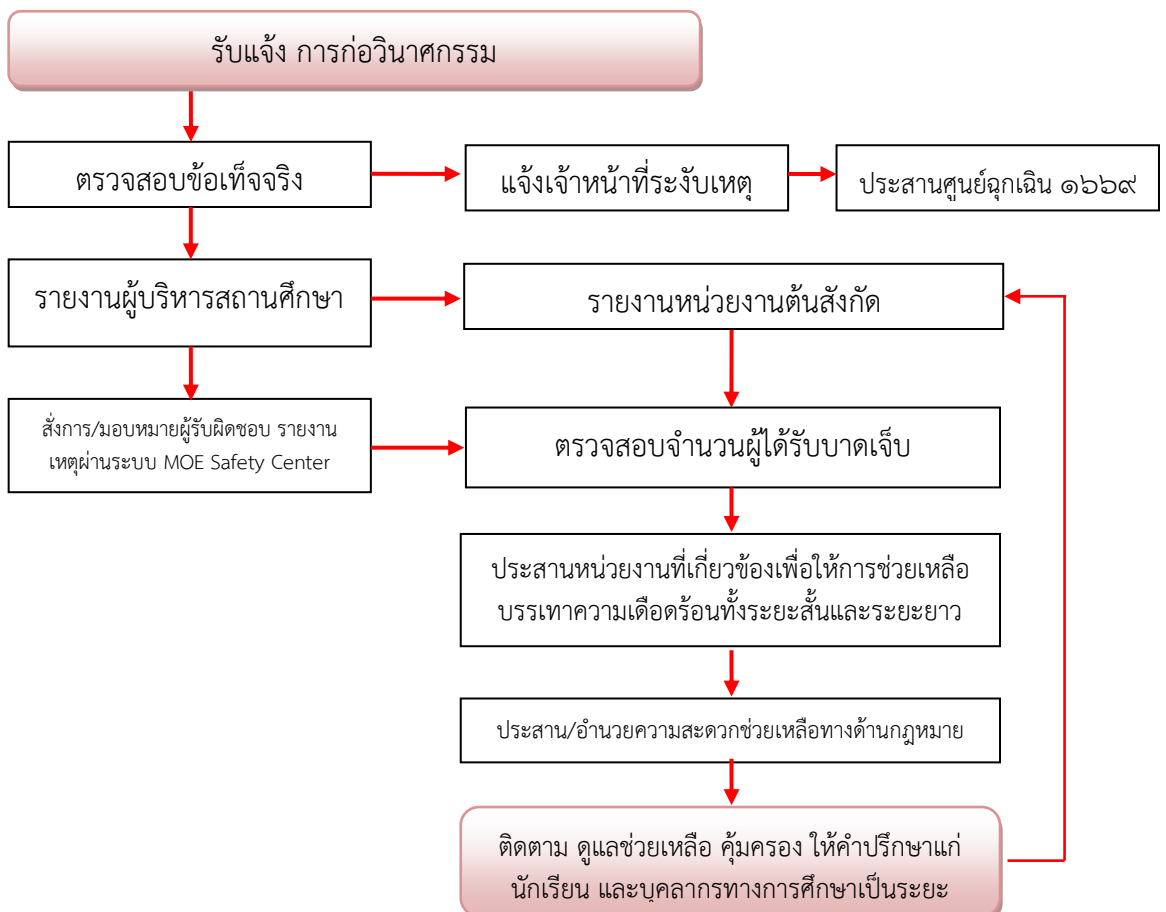 รับแจ้ง การก่อวินาศกรรม
ตรวจสอบข้อเท็จจริง
แจ้งเจ้าหน้าที่ระงับเหตุ
ประสานศูนย์ฉุกเฉิน ๑๖๖๙
รายงานผู้บริหารสถานศึกษา
รายงานหน่วยงานต้นสังกัด
สั่งการ/มอบหมายผู้รับผิดชอบ รายงาน
เหตุผ่านระบบ MOE Safety Center
ตรวจสอบจำนวนผู้ได้รับบาดเจ็บ
ประสานหน่วยงานที่เกี่ยวข้องเพื่อให้การช่วยเหลือ
บรรเทาความเดือดร้อนทั้งระยะสั้นและระยะยาว
ประสาน/อำนวยความสะดวกช่วยเหลือทางด้านกฎหมาย
ติดตาม ดูแลช่วยเหลือ คุ้มครอง ให้คำปรึกษาแก่
นักเรียน และบุคลากรทางการศึกษาเป็นระยะ